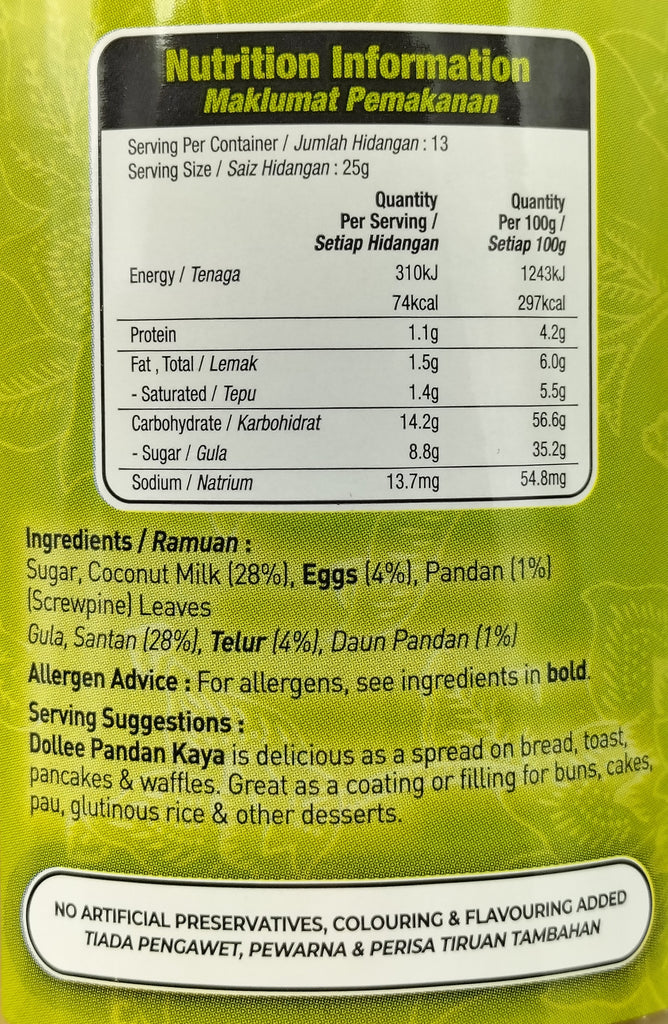 Nutrition Information
Maklumat Pemakanan
Serving Per Container / Jumlah Hidangan : 13
Serving Size / Saiz Hidangan : 25g
Quantity Per Serving / Setiap Hidangan
Quantity Per 100g / Setiap 100g
Energy / Tenaga 310kJ 1243kJ
74kcal 297kcal
Protein 1.1g 4.2g
Fat , Total / Lemak 1.5g 6.0g
- Saturated / Tepu 1.4g 5.5g
Carbohydrate / Karbohidrat 14.2g 56.6g
- Sugar / Gula 8.8g 35.2g
Sodium / Natrium 13.7mg 54.8mg
Ingredients / Ramuan :
Sugar, Coconut Milk (28%), Eggs (4%), Pandan (1%)
(Screwpine) Leaves
Gula, Santan (28%), Telur (4%), Daun Pandan (1%)
Allergen Advice : For allergens, see ingredients in bold.
Serving Suggestions :
Dollee Pandan Kaya is delicious as a spread on bread, toast,
pancakes & waffles. Great as a coating or filling for buns, cakes,
pau, glutinous rice & other desserts.
NO ARTIFICIAL PRESERVATIVES, COLOURING & FLAVOURING ADDED
TIADA PENGAWET, PEWARNA & PERISA TIRUAN TAMBAHAN